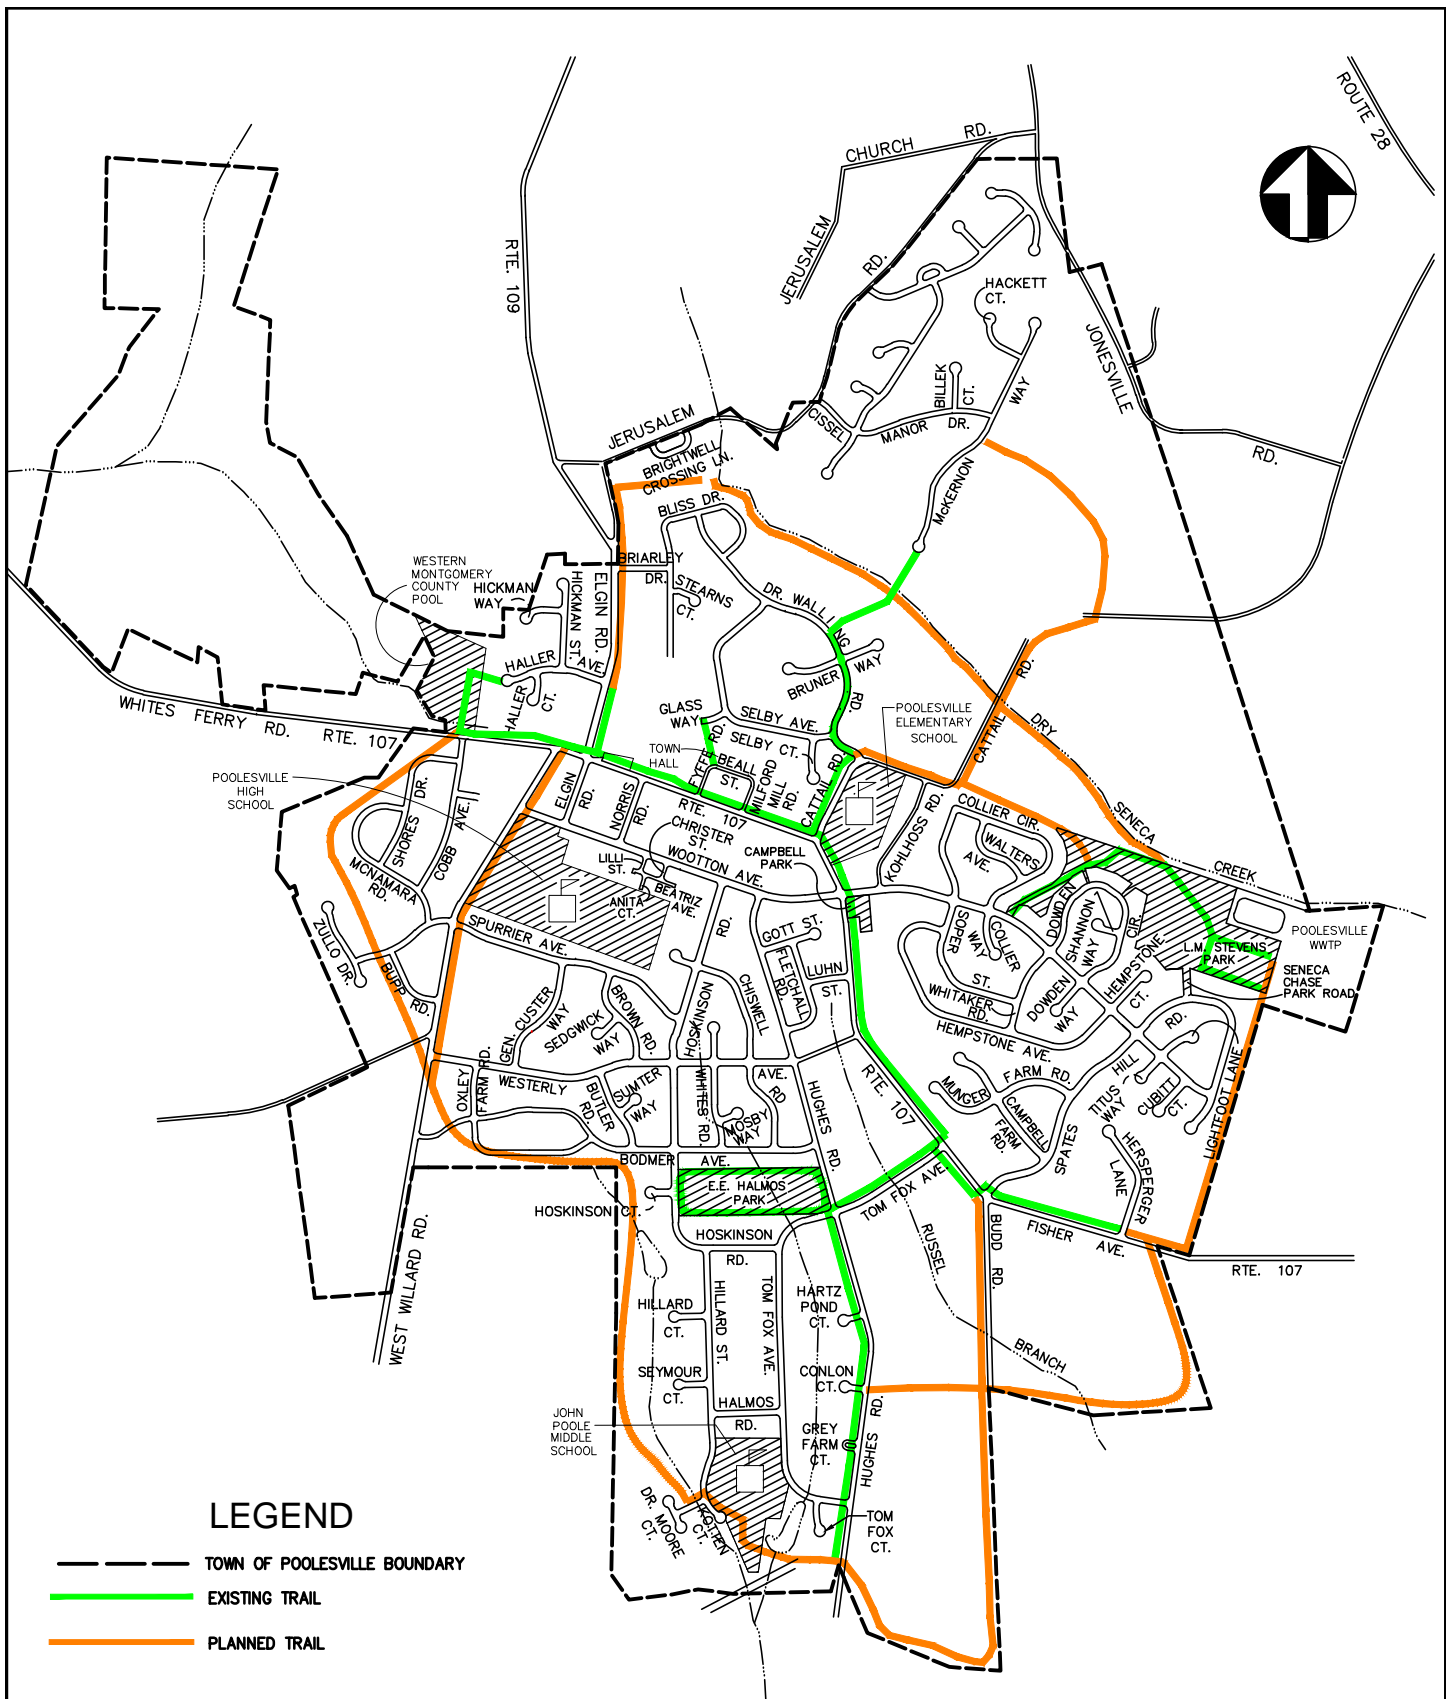 ROUTE 28
CHURCH
RD.
JERUSALEM
RD.
RTE. 109
HACKETT
CT.
JONESVILLE
RD.
BILLEK
CT.
WAY
CISSEL
MANOR
DR.
JERUSALEM
BRIGHTWELL
CROSSING LN.
McKERNON
BLISS DR.
WESTERN
MONTGOMERY
COUNTY
POOL
HICKMAN
WAY
HICKMAN ST.
ELGIN RD.
BRIARLEY
DR.
STEARNS
CT.
DR. WALLING
RD.
HALLER
AVE.
HALLER
CT.
BRUNER
WAY
GLASS
WAY
SELBY AVE.
SELBY CT.
POOLESVILLE
ELEMENTARY
SCHOOL
CATTAIL
RD.
DRY
SENECA
CREEK
WHITES FERRY RD.
RTE. 107
TOWN
HALL
FYFFE RD.
BEALL
ST.
MILFORD
MILL
RD.
CATTAIL RD.
POOLESVILLE
HIGH
SCHOOL
SHORES
DR.
COBB AVE.
MCNAMARA
RD.
ELGIN
RD.
NORRIS
RD.
RTE. 107
CHRISTER
ST.
WOOTTON AVE.
LILLI
ST.
CAMPBELL
PARK
BEATRIZ
AVE.
ANITA
CT.
KOHLHOSS RD.
COLLIER CIR.
WALTERS
AVE.
ZULLO DR.
BUPP RD.
SPURRIER AVE.
RD.
GOTT ST.
FLETCHALL
RD.
LUHN
ST.
SOPER
ST.
COLLIER
WAY
DOWDEN
CIR.
SHANNON
WAY
L.M. STEVENS
PARK
POOLESVILLE
WWTP
SENECA
CHASE
PARK ROAD
WHITAKER
RD.
DOWDEN
WAY
HEMPSTONE
CT.
HEMPSTONE AVE.
GEN. CUSTER
WAY
SEDGWICK
WAY
BROWN RD.
HOSKINSON
CHISWELL
RD
OXLEY
FARM RD.
WESTERLY
AVE.
BUTLER
RD.
SUMTER
WAY
WHITES RD.
MOSBY
WAY
HUGHES RD.
RTE. 107
MUNGER
FARM RD.
CAMPBELL
FARM
RD.
SPATES
HILL
RD.
TITUS
WAY
CUBITT
CT.
LIGHTFOOT LANE
HERSPERGER
LANE
BODMER
AVE.
E.E. HALMOS
PARK
TOM FOX AVE.
HOSKINSON CT.
HOSKINSON
RD.
RUSSEL
BRANCH
BUDD RD.
FISHER AVE.
RTE. 107
WEST WILLARD RD.
HILLARD
CT.
HILLARD ST.
TOM FOX AVE.
HARTZ
POND
CT.
SEYMOUR
CT.
CONLON
CT.
HALMOS
RD.
JOHN
POOLE
MIDDLE
SCHOOL
GREY
FARM
CT.
HUGHES RD.
DR. MOORE
CT.
KOTTEN
CT.
TOM
FOX
CT.
LEGEND
TOWN OF POOLESVILLE BOUNDARY
EXISTING TRAIL
PLANNED TRAIL